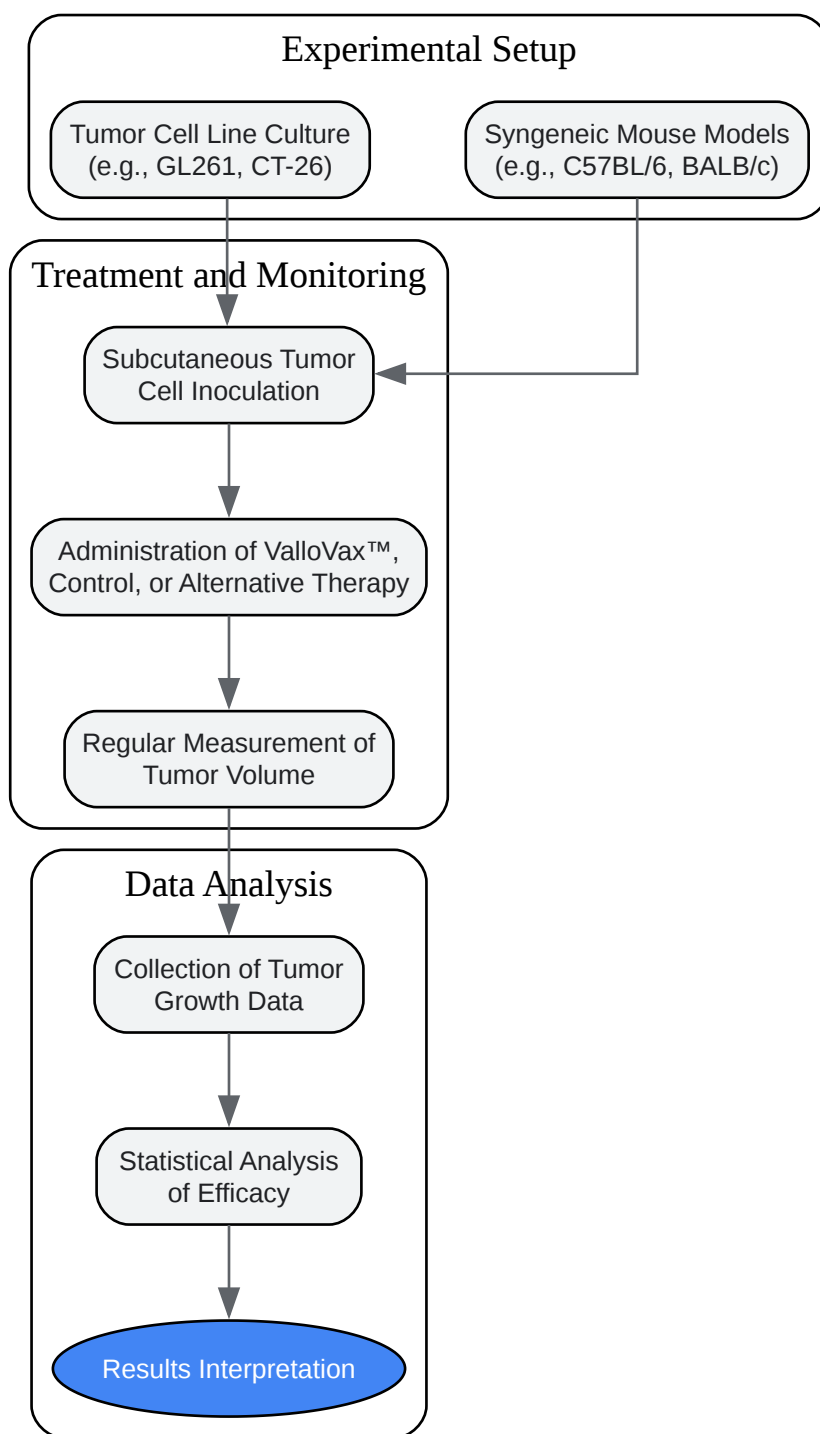 Experimental Setup
Tumor Cell Line Culture
(e.g., GL261, CT-26)
Syngeneic Mouse Models
(e.g., C57BL/6, BALB/c)
Treatment and Monitoring
Subcutaneous Tumor
Cell Inoculation
Administration of ValloVax™,
Control, or Alternative Therapy
Regular Measurement of
Tumor Volume
Data Analysis
Collection of Tumor
Growth Data
Statistical Analysis
of Efficacy
Results Interpretation